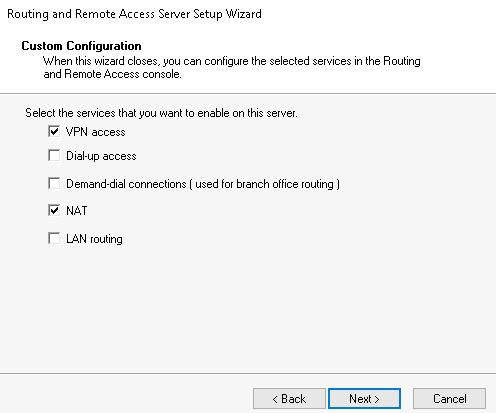 Routing and Remote Access Server Setup Wizard
Custom Configuration
When this wizard closes, you can configure the selected services in the Routing
and Remote Access console.
Select the services that you want to enable on this server.
VPN access
Dial-up access
Demand-dial connections ( used for branch office routing )
NAT
LAN routing
< Back
Next >
Cancel